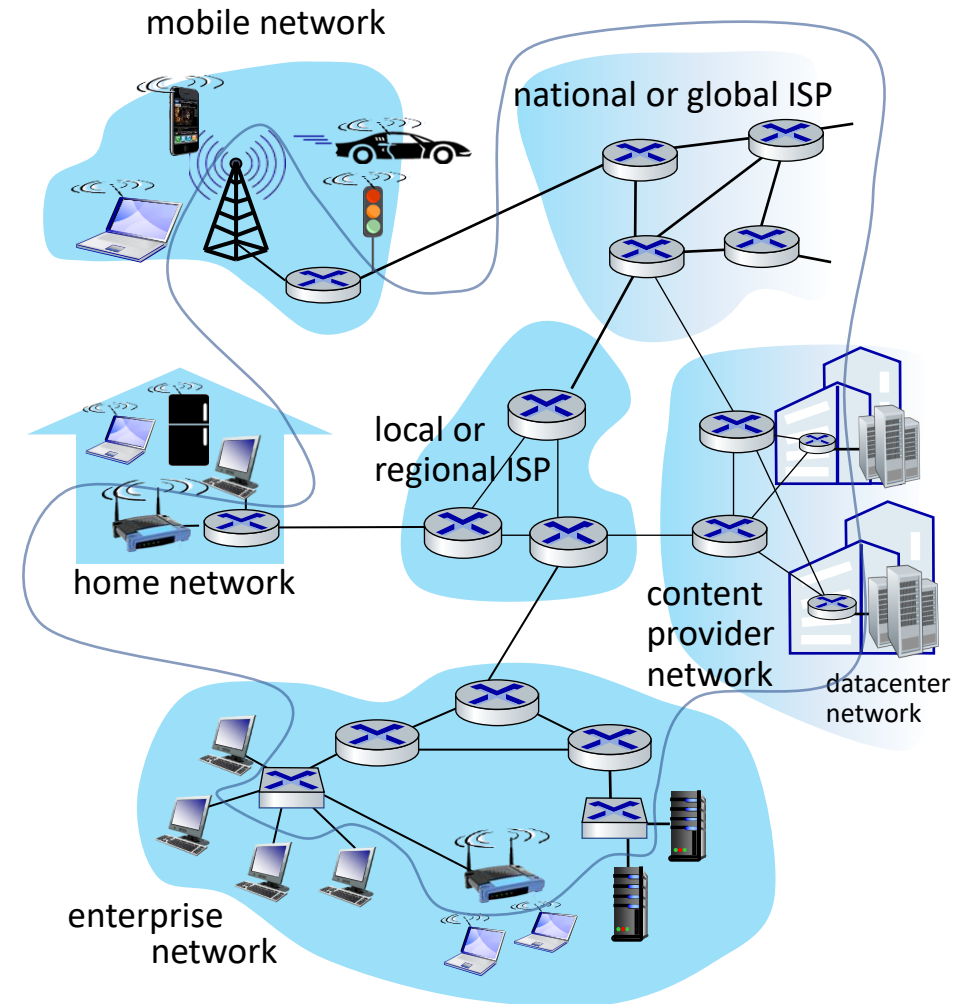 mobile network
national or global ISP
local or
regional ISP
home network
content
provider
network
datacenter
network
enterprise
network